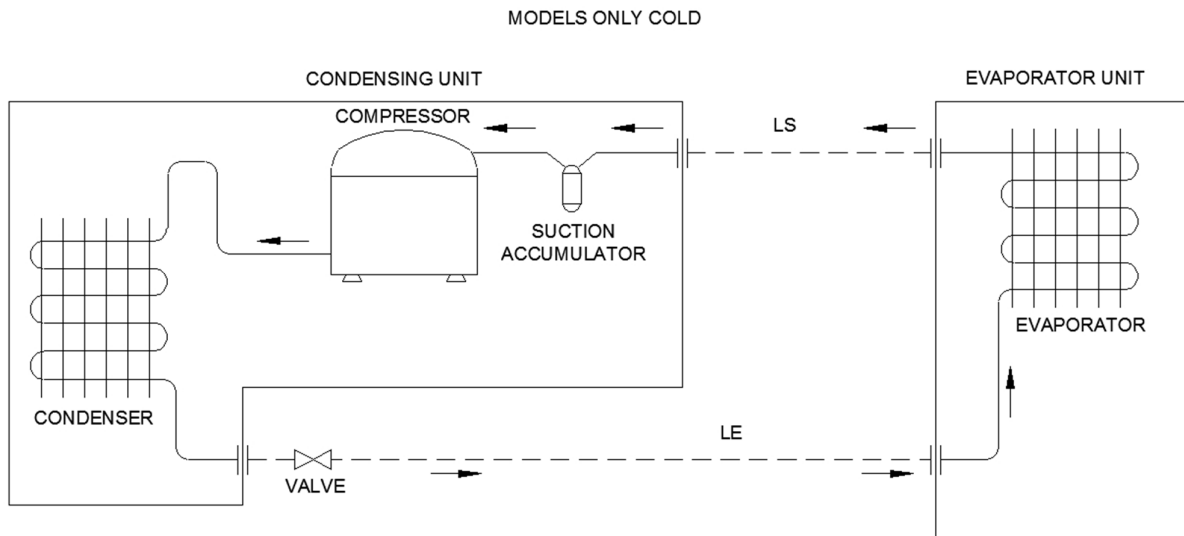 MODELS ONLY COLD
CONDENSING UNIT
EVAPORATOR UNIT
COMPRESSOR
LS
SUCTION
ACCUMULATOR
EVAPORATOR
CONDENSER
LE
VALVE